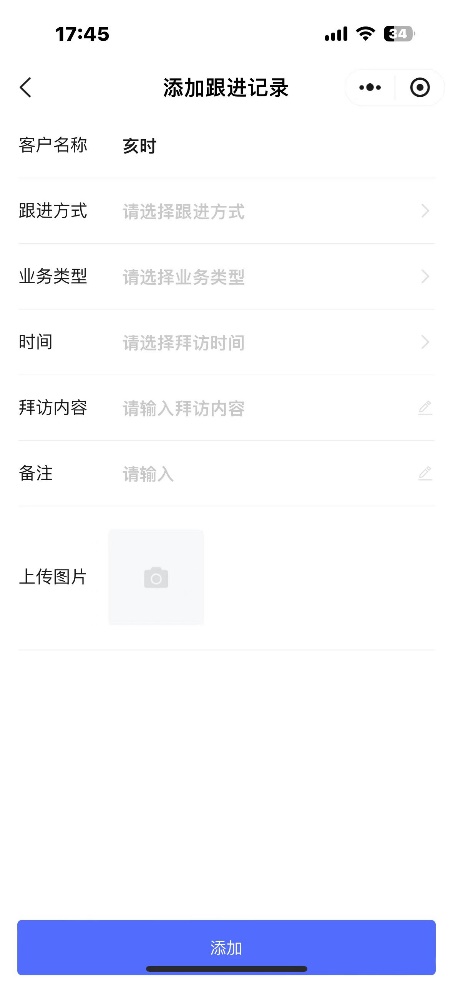 17:45
34
添加跟进记录
客户名称 亥时
跟进方式 请选择跟进方式
业务类型 请选择业务类型
时间 请选择拜访时间
拜访内容 请输入拜访内容
备注 请输入
上传图片
添加